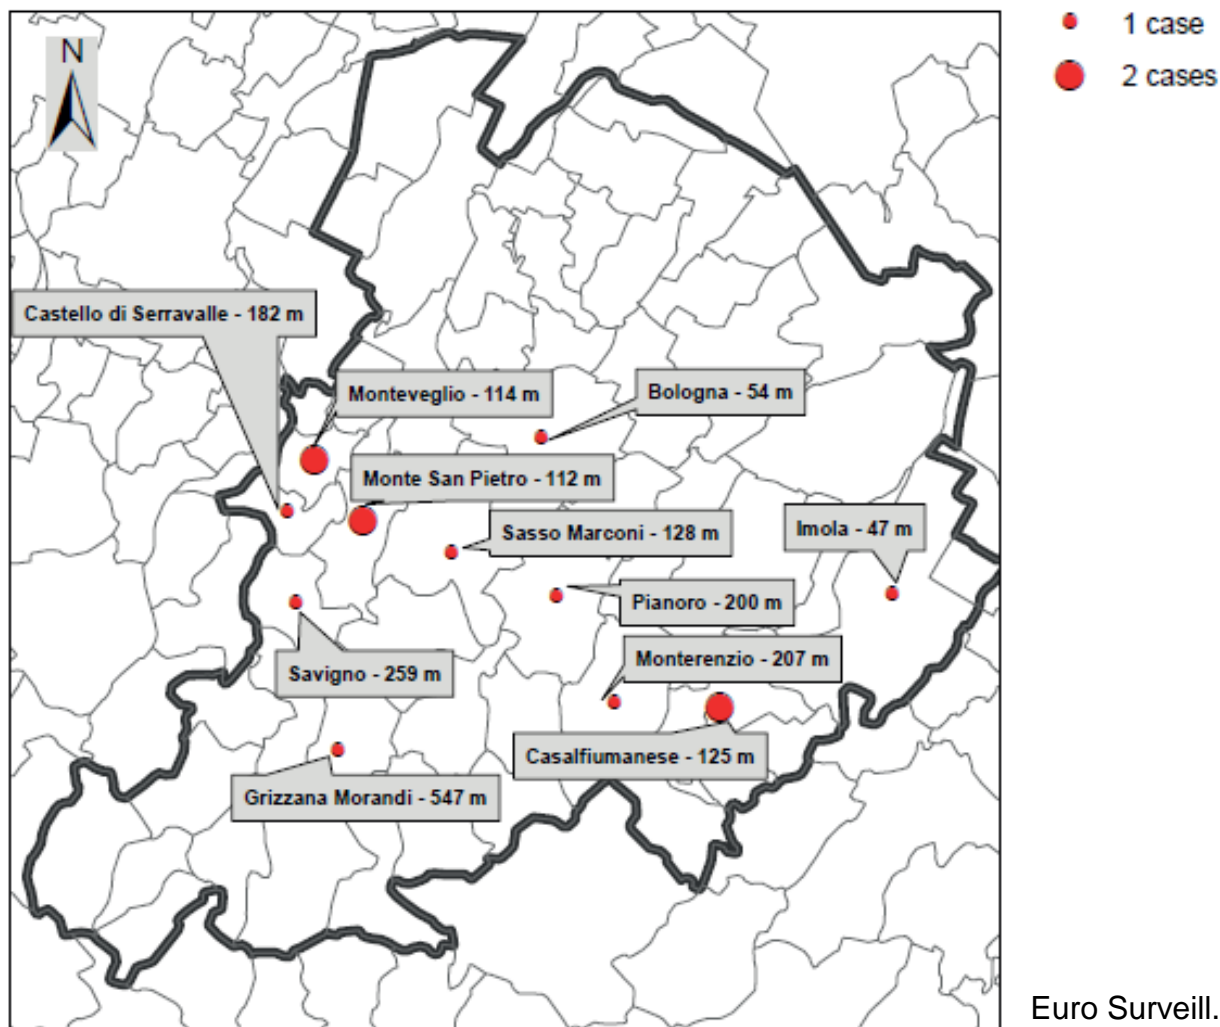 1 case
2 cases
N
Castello di Serravalle - 182 m
Monteveglio - 114 m
Bologna - 54 m
Monte San Pietro - 112 m
Sasso Marconi - 128 m
Imola - 47 m
Pianoro - 200 m
Monterenzio - 207 m
Savigno - 259 m
Casalfiumanese - 125 m
Grizzana Morandi - 547 m
Euro Surveill.